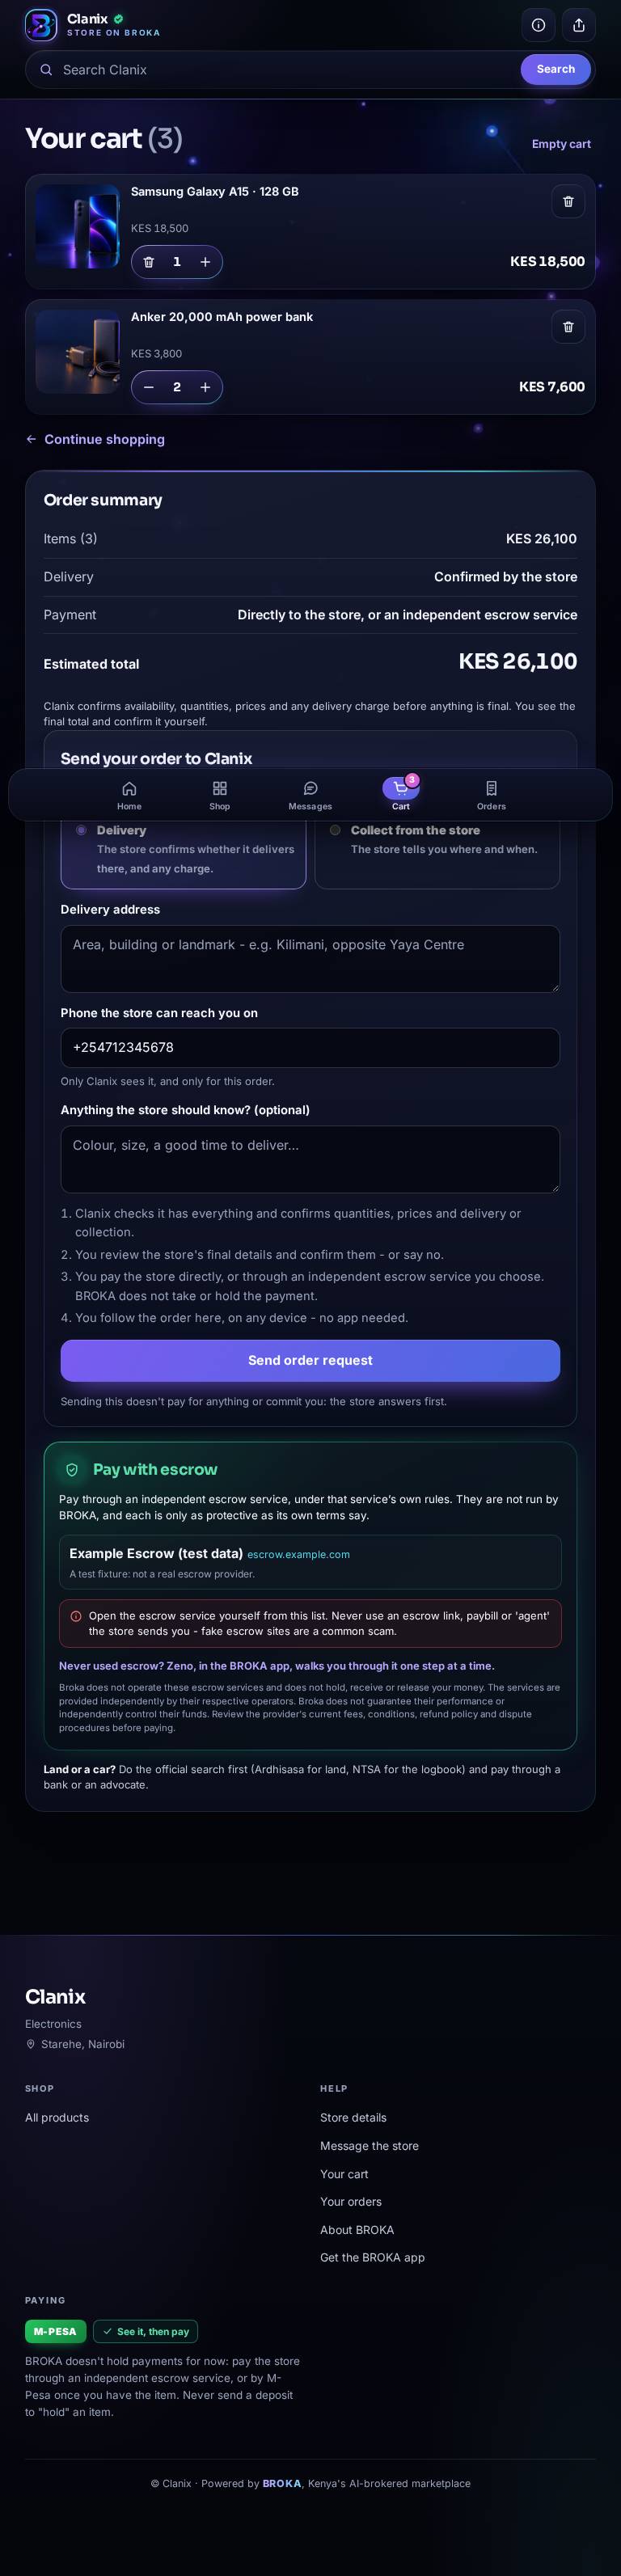 Clanix
STORE ON BROKA
Search Clanix
Search
Your cart (3)
Empty cart
Samsung Galaxy A15 · 128 GB
KES 18,500
1
KES 18,500
Anker 20,000 mAh power bank
KES 3,800
2
KES 7,600
Continue shopping
Order summary
Items (3)
KES 26,100
Delivery
Confirmed by the store
Payment
Directly to the store, or an independent escrow service
Estimated total
KES 26,100
Clanix confirms availability, quantities, prices and any delivery charge before anything is final. You see the
final total and confirm it yourself.
Send your order to Clanix
3
Home
Shop
Messages
Cart
Orders
Delivery
The store confirms whether it delivers
there, and any charge.
Collect from the store
The store tells you where and when.
Delivery address
Area, building or landmark - e.g. Kilimani, opposite Yaya Centre
Phone the store can reach you on
+254712345678
Only Clanix sees it, and only for this order.
Anything the store should know? (optional)
Colour, size, a good time to deliver...
1. Clanix checks it has everything and confirms quantities, prices and delivery or
collection.
2. You review the store's final details and confirm them - or say no.
3. You pay the store directly, or through an independent escrow service you choose.
BROKA does not take or hold the payment.
4. You follow the order here, on any device - no app needed.
Send order request
Sending this doesn't pay for anything or commit you: the store answers first.
Pay with escrow
Pay through an independent escrow service, under that service's own rules. They are not run by
BROKA, and each is only as protective as its own terms say.
Example Escrow (test data) escrow.example.com
A test fixture: not a real escrow provider.
Open the escrow service yourself from this list. Never use an escrow link, paybill or 'agent'
the store sends you - fake escrow sites are a common scam.
Never used escrow? Zeno, in the BROKA app, walks you through it one step at a time.
Broka does not operate these escrow services and does not hold, receive or release your money. The services are
provided independently by their respective operators. Broka does not guarantee their performance or
independently control their funds. Review the provider's current fees, conditions, refund policy and dispute
procedures before paying.
Land or a car? Do the official search first (Ardhisasa for land, NTSA for the logbook) and pay through a
bank or an advocate.
Clanix
Electronics
Starehe, Nairobi
SHOP
All products
HELP
Store details
Message the store
Your cart
Your orders
About BROKA
Get the BROKA app
PAYING
M-PESA
See it, then pay
BROKA doesn't hold payments for now: pay the store
through an independent escrow service, or by M-
Pesa once you have the item. Never send a deposit
to "hold" an item.
© Clanix · Powered by BROKA, Kenya's AI-brokered marketplace